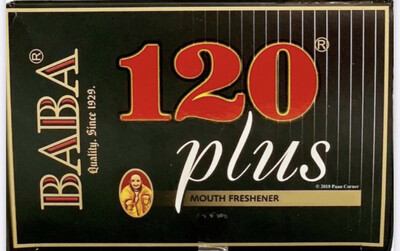 BABA®
Quality. Since 1929.
120®
plus
MOUTH FRESHENER
© 2018 Paan Corner